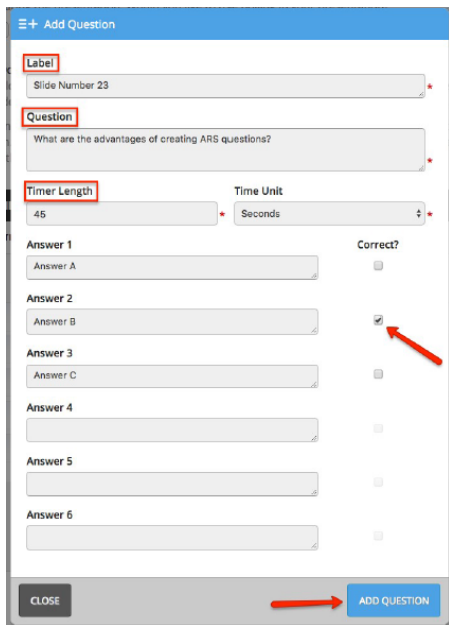 Add Question
Label
Slide Number 23
*
Question
What are the advantages of creating ARS questions?
*
Timer Length Time Unit
45 * Seconds *
Answer 1 Correct?
Answer A
Answer 2
Answer B
Answer 3
Answer C
Answer 4
Answer 5
Answer 6
CLOSE ADD QUESTION